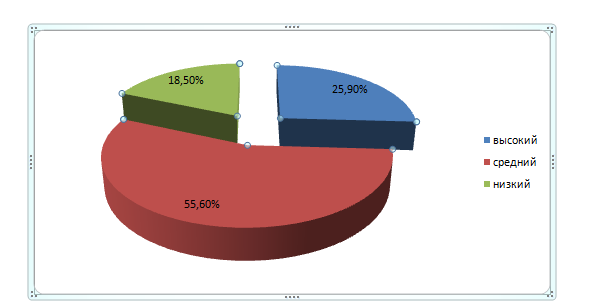 18,50%
25,90%
55,60%
высокий
средний
низкий